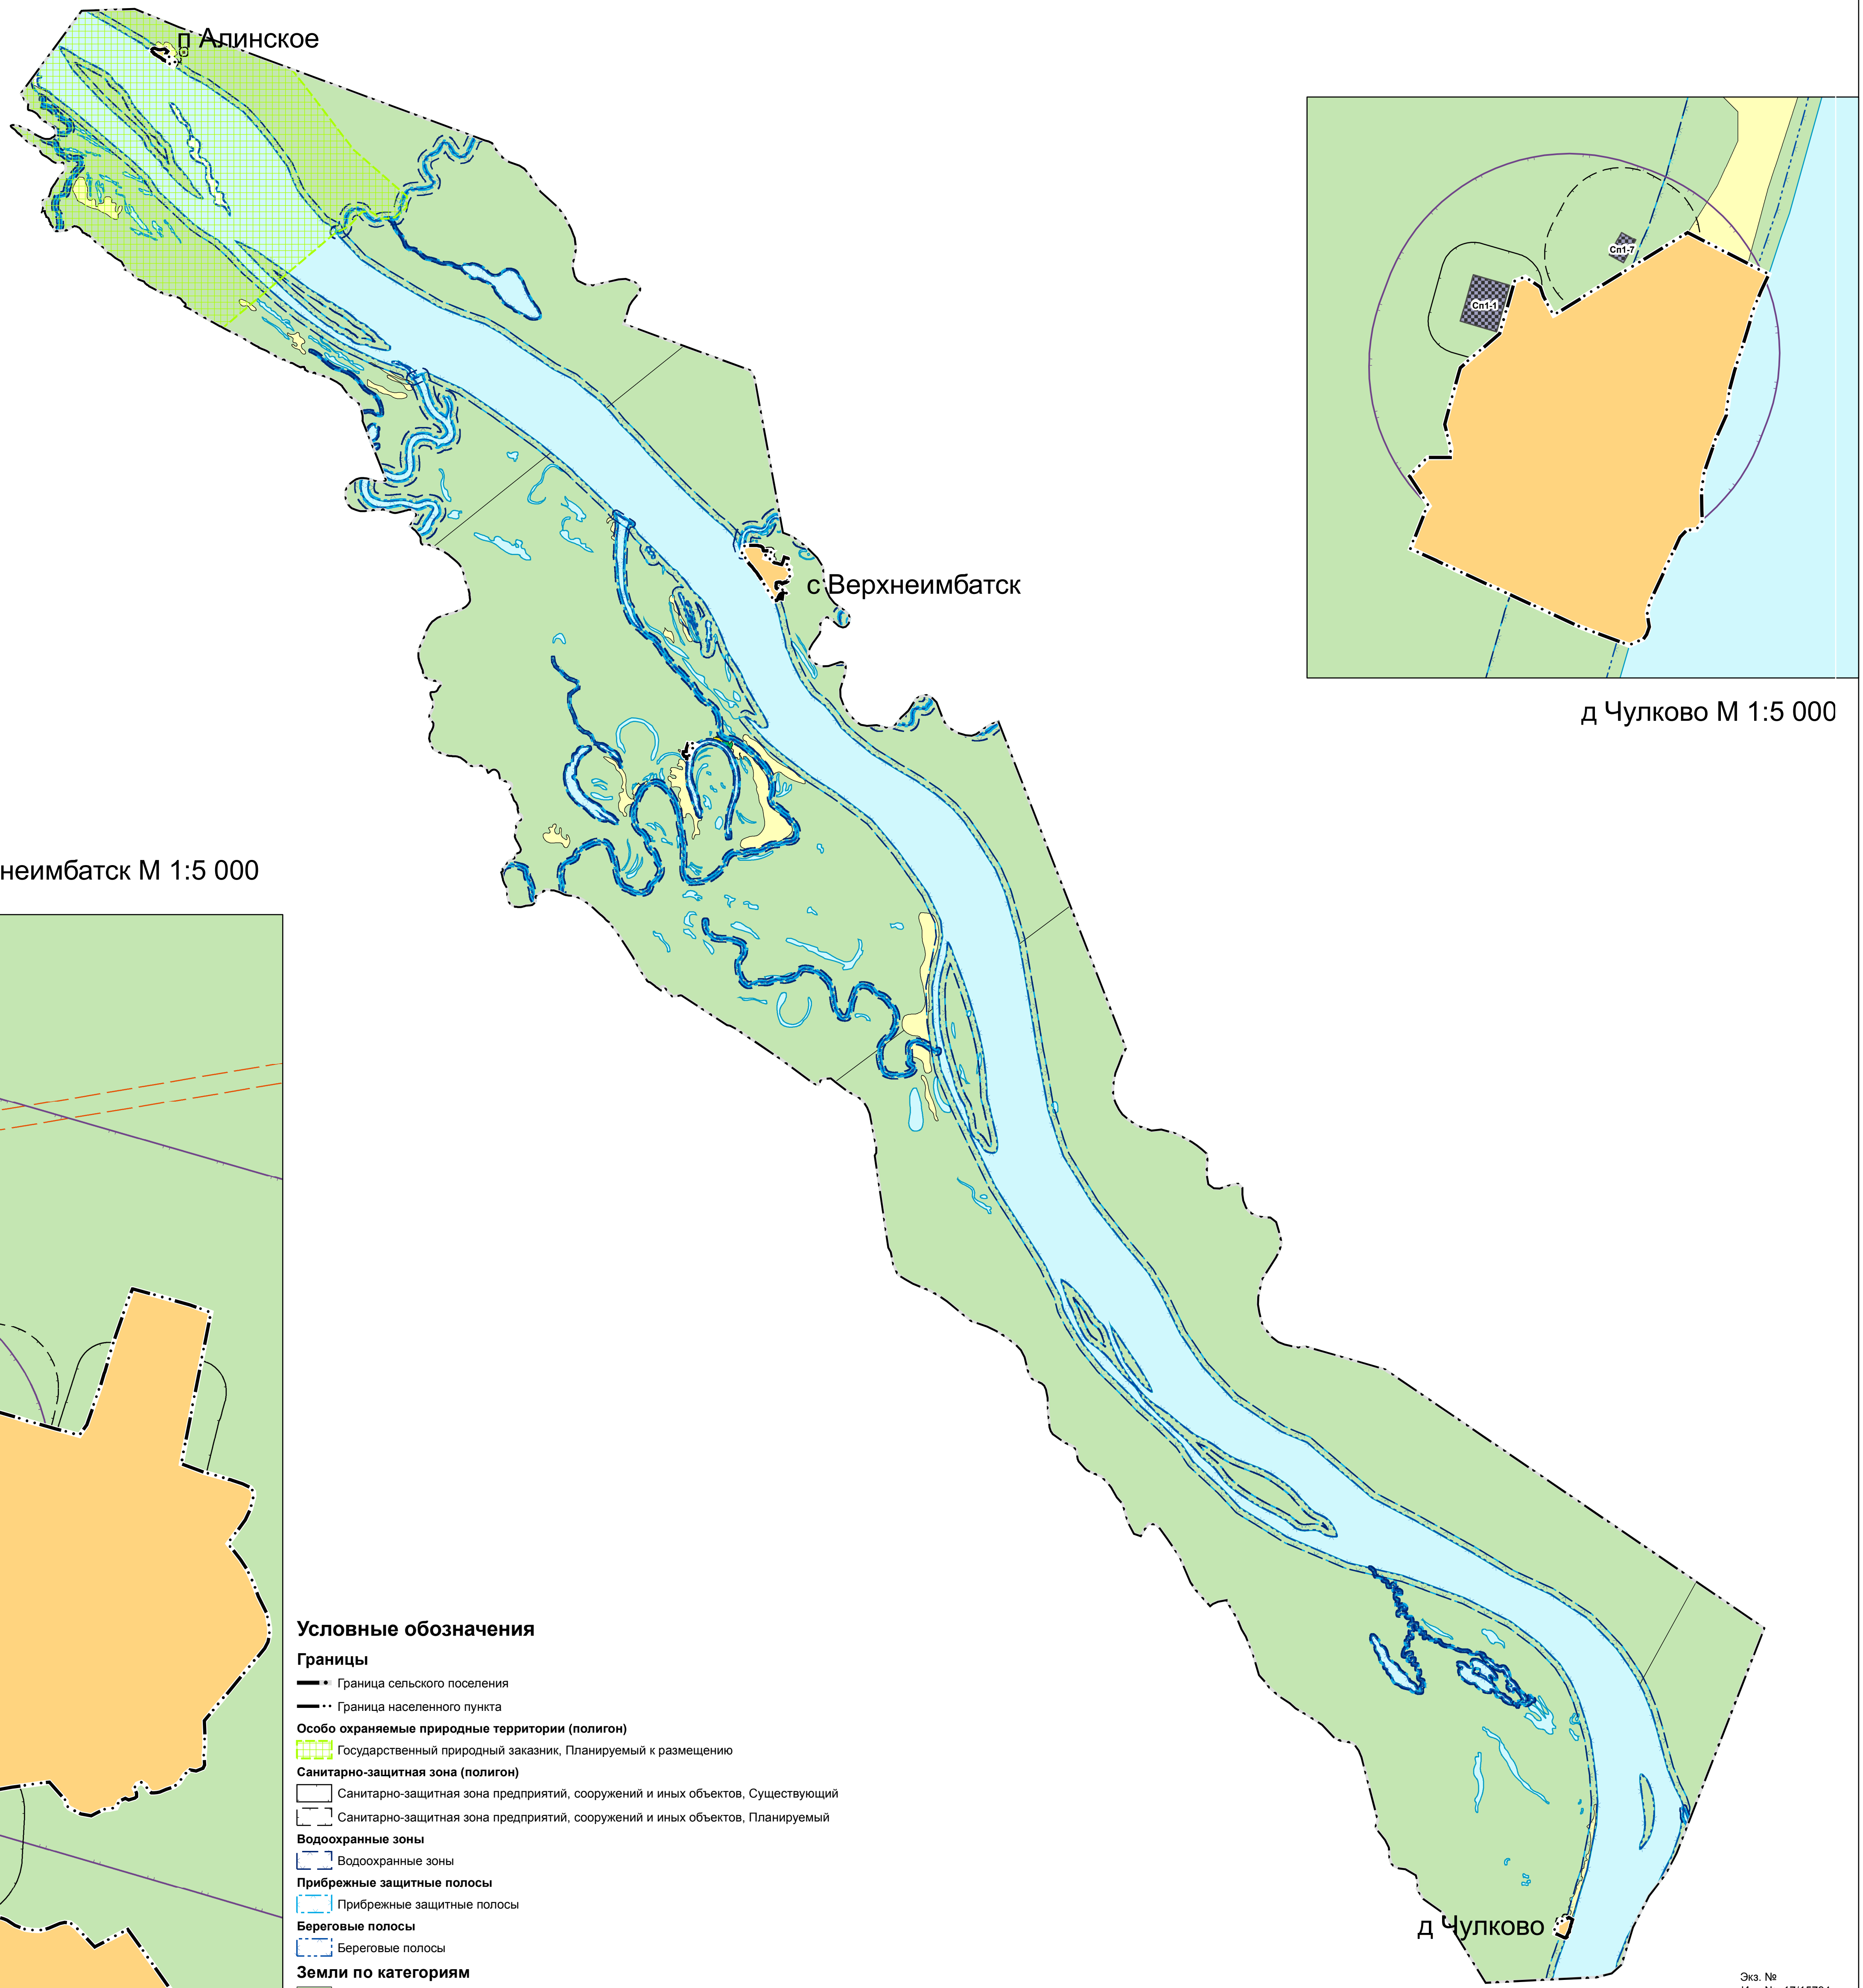 п Алинское
Сп1-7
Сп1-1
с Верхнеимбатск
д Чулково М 1:5 000
неимбатск М 1:5 000
Условные обозначения
Границы
Граница сельского поселения
Граница населенного пункта
Особо охраняемые природные территории (полигон)
Государственный природный заказник, Планируемый к размещению
Санитарно-защитная зона (полигон)
Санитарно-защитная зона предприятий, сооружений и иных объектов, Существующий
Санитарно-защитная зона предприятий, сооружений и иных объектов, Планируемый
Водоохранные зоны
Водоохранные зоны
Прибрежные защитные полосы
Прибрежные защитные полосы
Береговые полосы
Береговые полосы
Земли по категориям
д Чулково
Экз. №